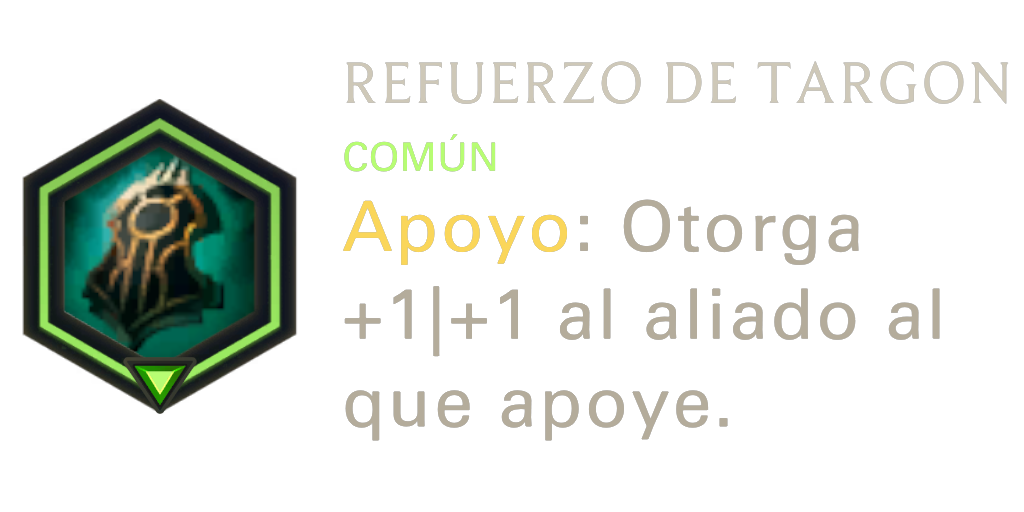 REFUERZO DE TARGON
COMÚN
Apoyo: Otorga
+1|+1 al aliado al
que apoye.